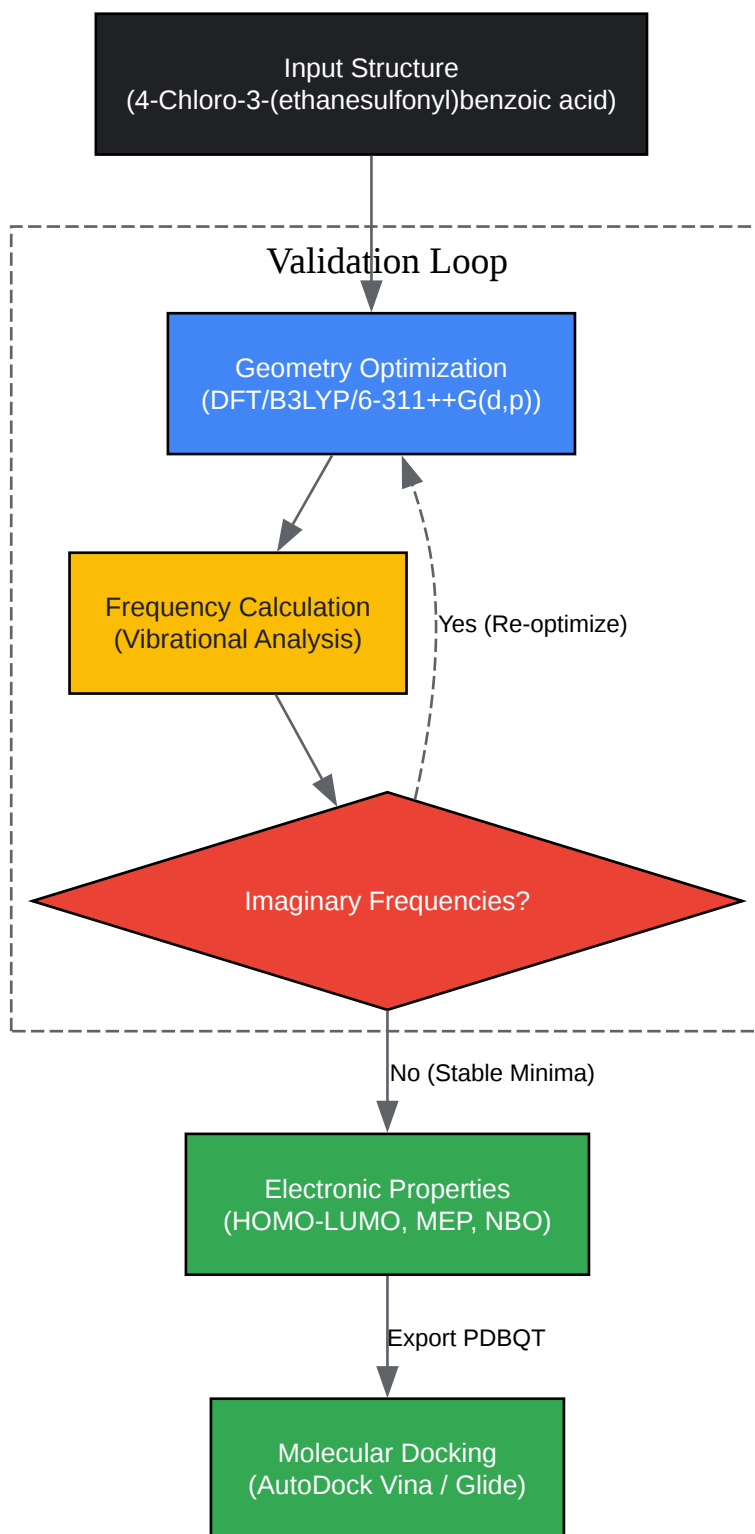 Input Structure
(4-Chloro-3-(ethanesulfonyl)benzoic acid)
Validation Loop
Geometry Optimization
(DFT/B3LYP/6-311++G(d,p))
Frequency Calculation
(Vibrational Analysis)
Yes (Re-optimize)
Imaginary Frequencies?
No (Stable Minima)
Electronic Properties
(HOMO-LUMO, MEP, NBO)
Export PDBQT
Molecular Docking
(AutoDock Vina / Glide)